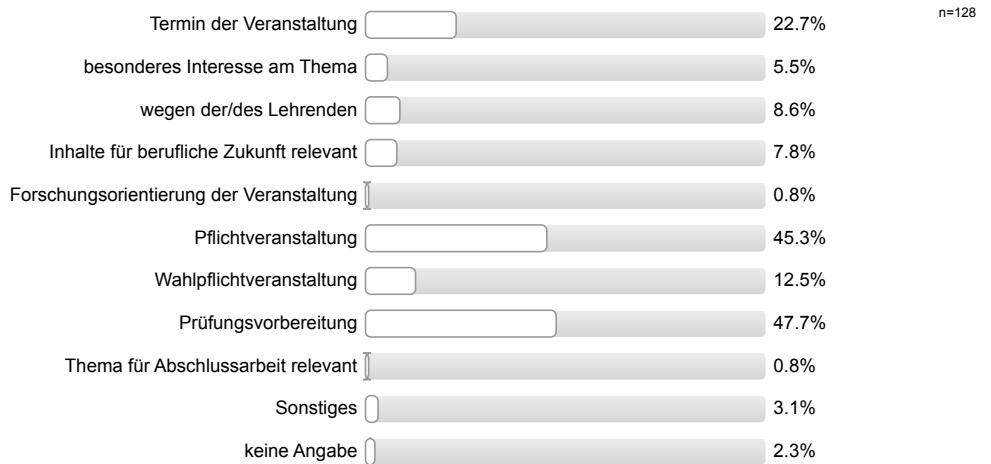 n=128
Termin der Veranstaltung 22.7%
besonderes Interesse am Thema 5.5%
wegen der/des Lehrenden 8.6%
Inhalte für berufliche Zukunft relevant 7.8%
Forschungsorientierung der Veranstaltung 0.8%
Pflichtveranstaltung 45.3%
Wahlpflichtveranstaltung 12.5%
Prüfungsvorbereitung 47.7%
Thema für Abschlussarbeit relevant 0.8%
Sonstiges 3.1%
keine Angabe 2.3%